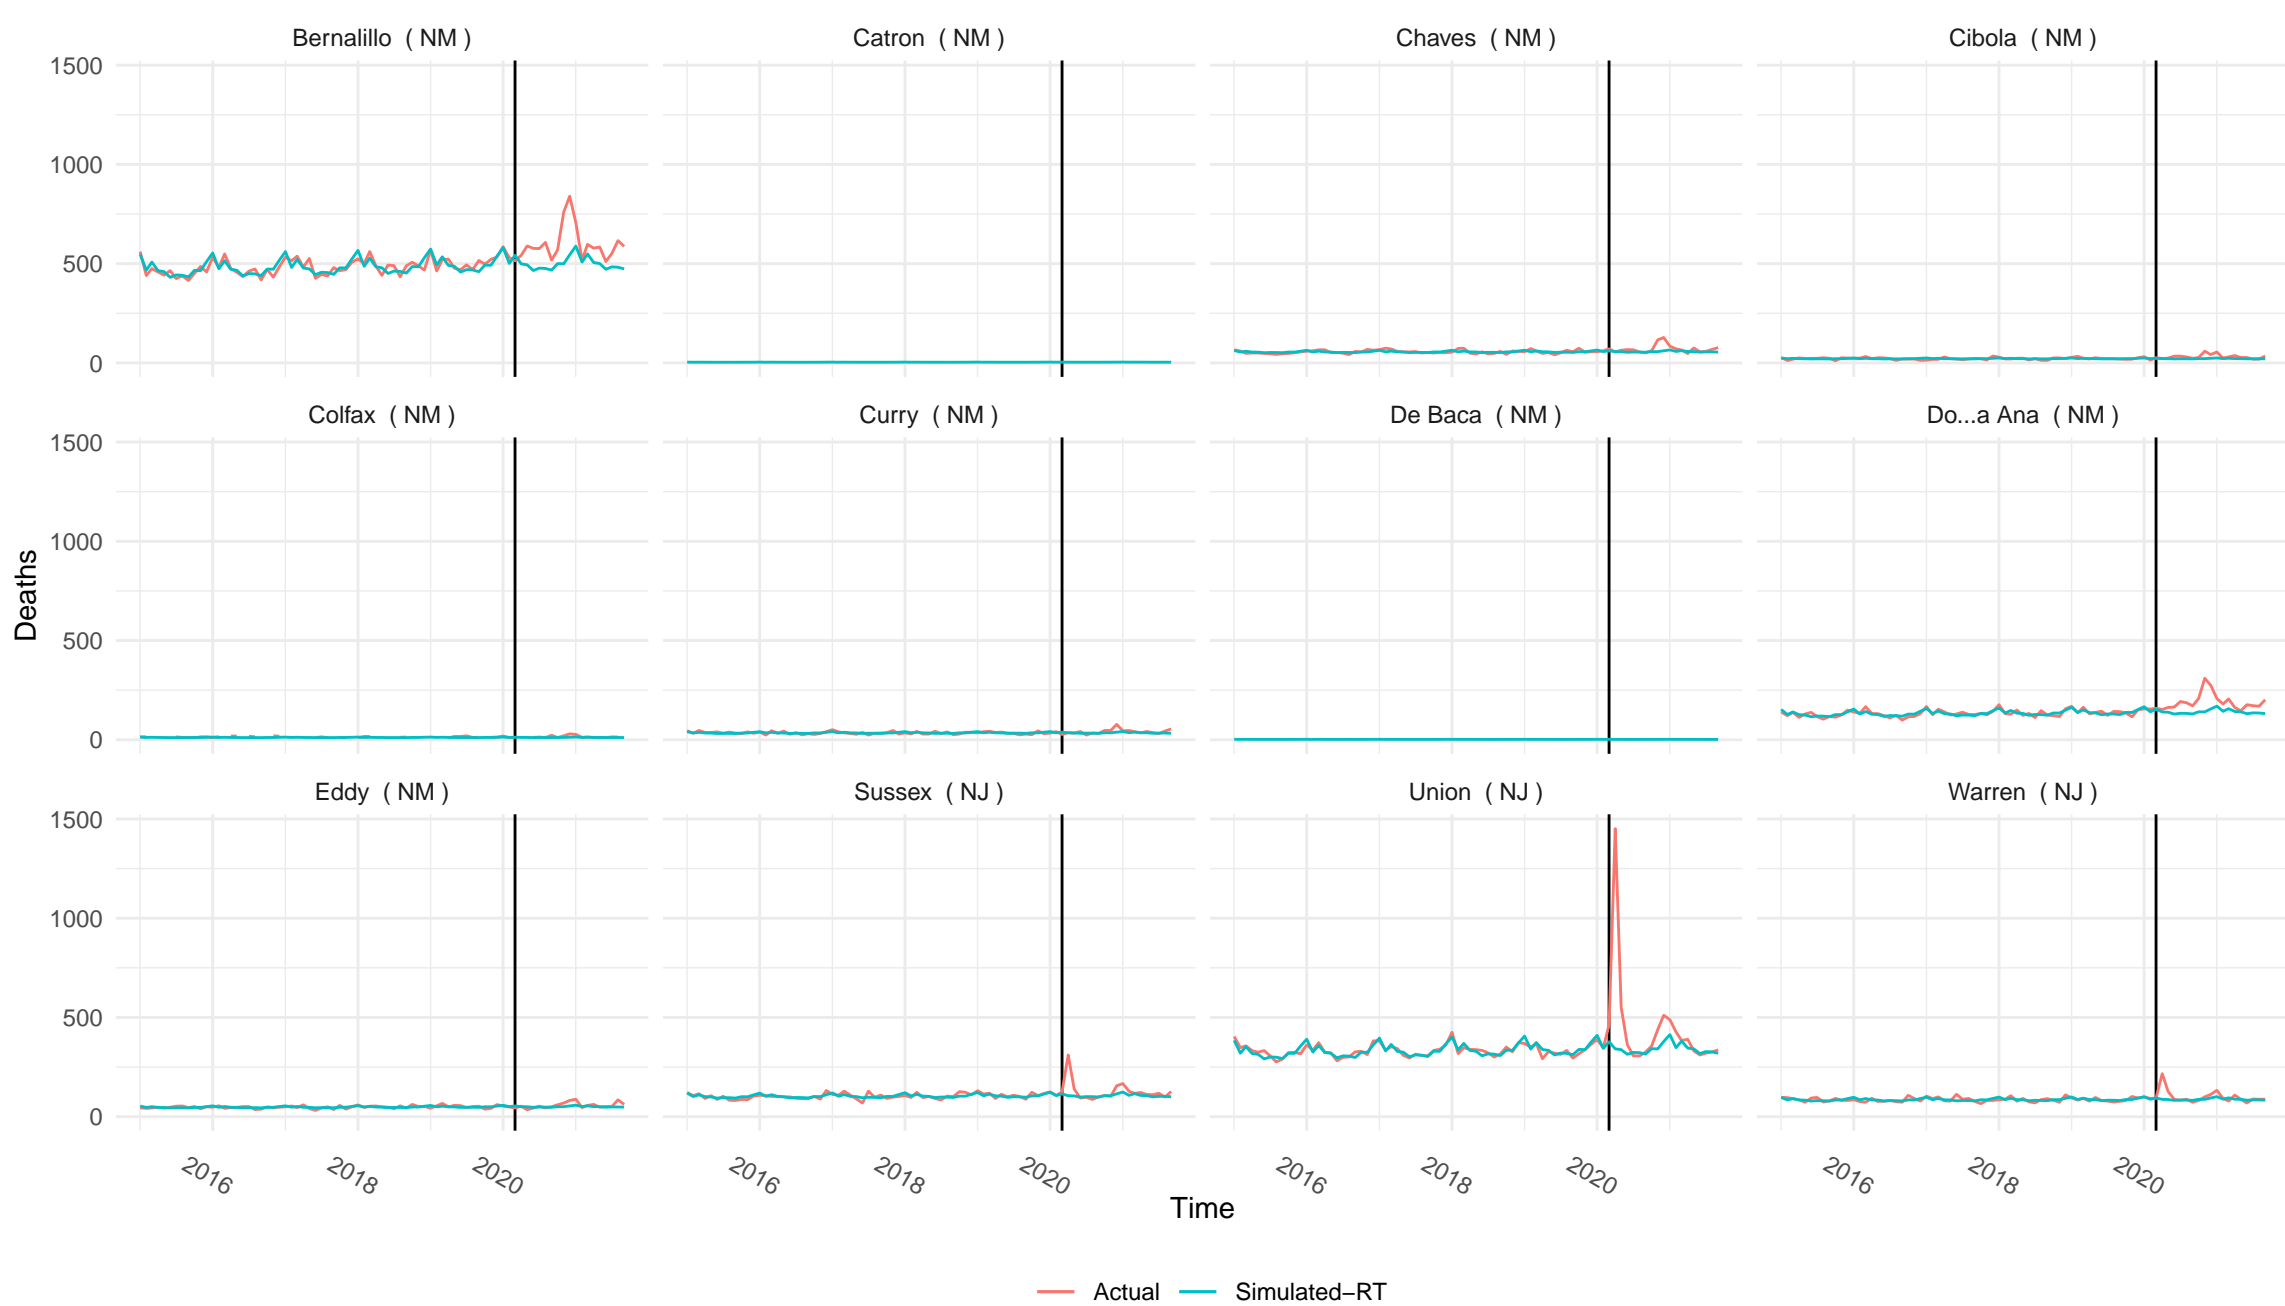 Bernalillo ( NM )
Catron ( NM )
Chaves ( NM )
Cibola ( NM )
1500
1000
500
0
Colfax ( NM )
Curry ( NM )
De Baca ( NM )
Do...a Ana ( NM )
1500
1000
500
0
Deaths
Eddy ( NM )
Sussex ( NJ )
Union ( NJ )
Warren ( NJ )
1500
1000
500
0
2016
2018
2020
2016
2018
2020
2016
2018
2020
2016
2018
2020
Time
Actual
Simulated−RT